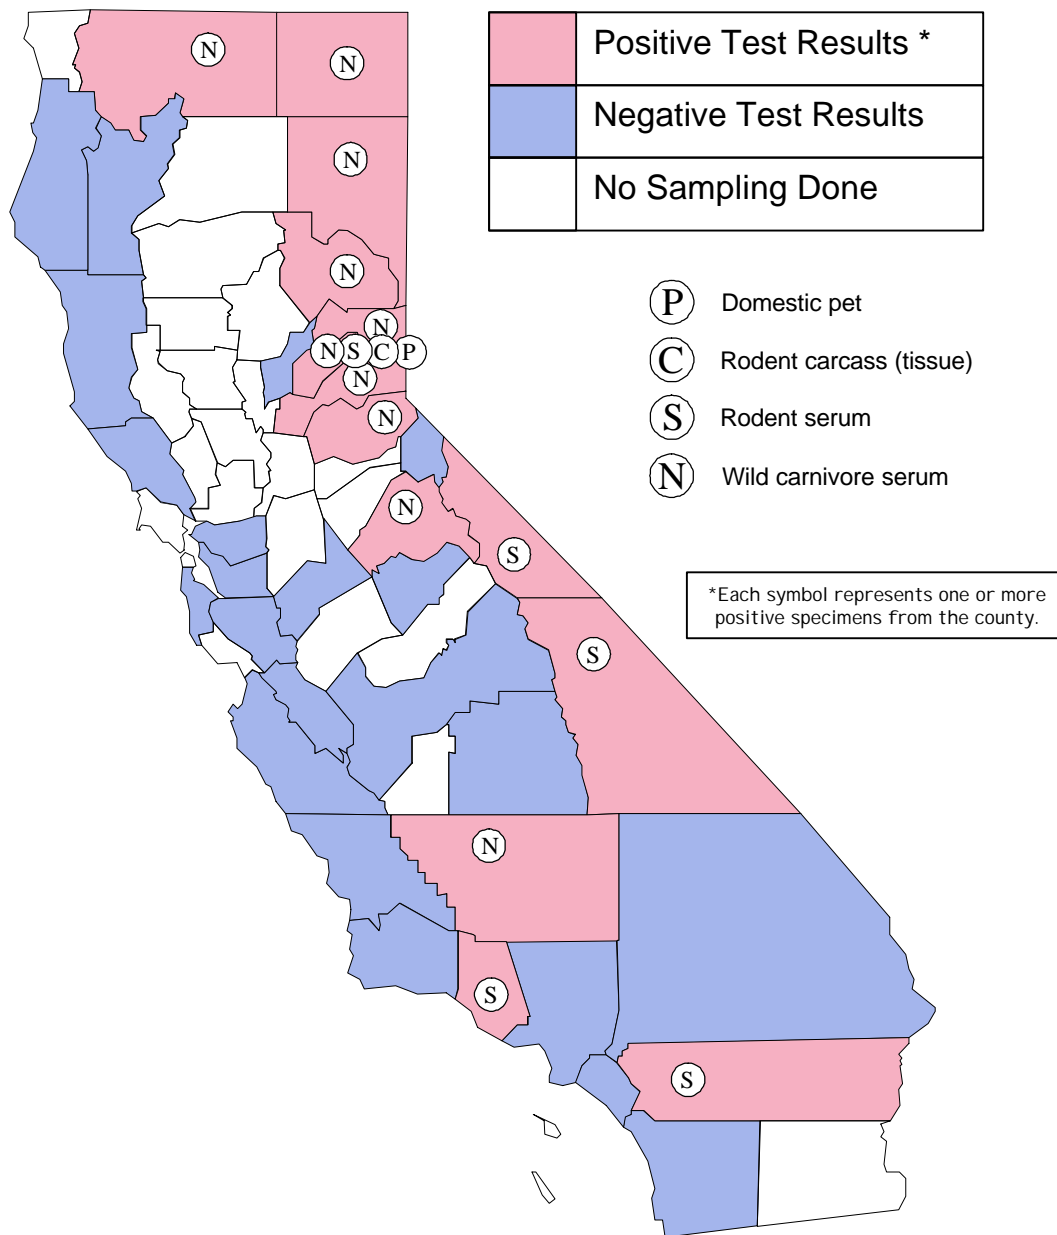 Positive Test Results *
Negative Test Results
No Sampling Done
P Domestic pet
C Rodent carcass (tissue)
S Rodent serum
N Wild carnivore serum
*Each symbol represents one or more
positive specimens from the county.
N
N
N
N
N
N S C P
N
N
N
S
S
N
S
S